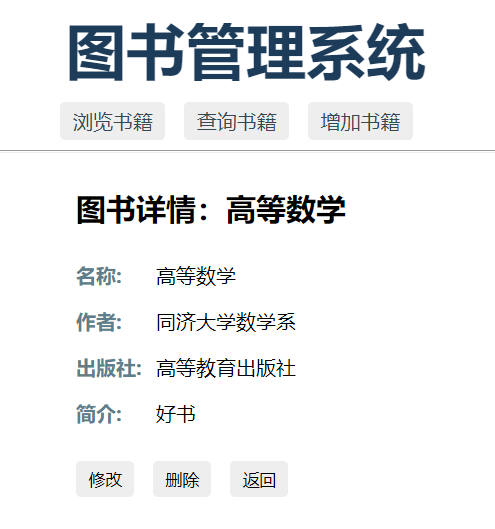 图书管理系统
浏览书籍 查询书籍 增加书籍
图书详情：高等数学
名称: 高等数学
作者: 同济大学数学系
出版社: 高等教育出版社
简介: 好书
修改 删除 返回